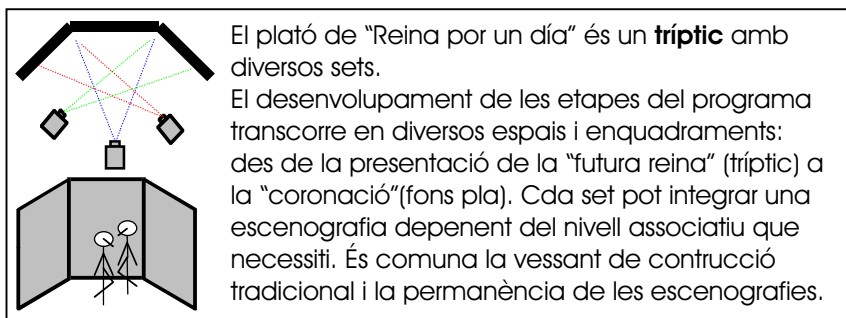 El plató de “Reina por un día” és un tríptic amb
diversos sets.
El desenvolupament de les etapes del programa
transcorre en diversos espais i enquadraments:
des de la presentació de la “futura reina” (tríptic) a
la “coronació”(fons pla). Cda set pot integrar una
escenografia depenent del nivell associatiu que
necessiti. És comuna la vessant de contrucció
tradicional i la permanència de les escenografies.